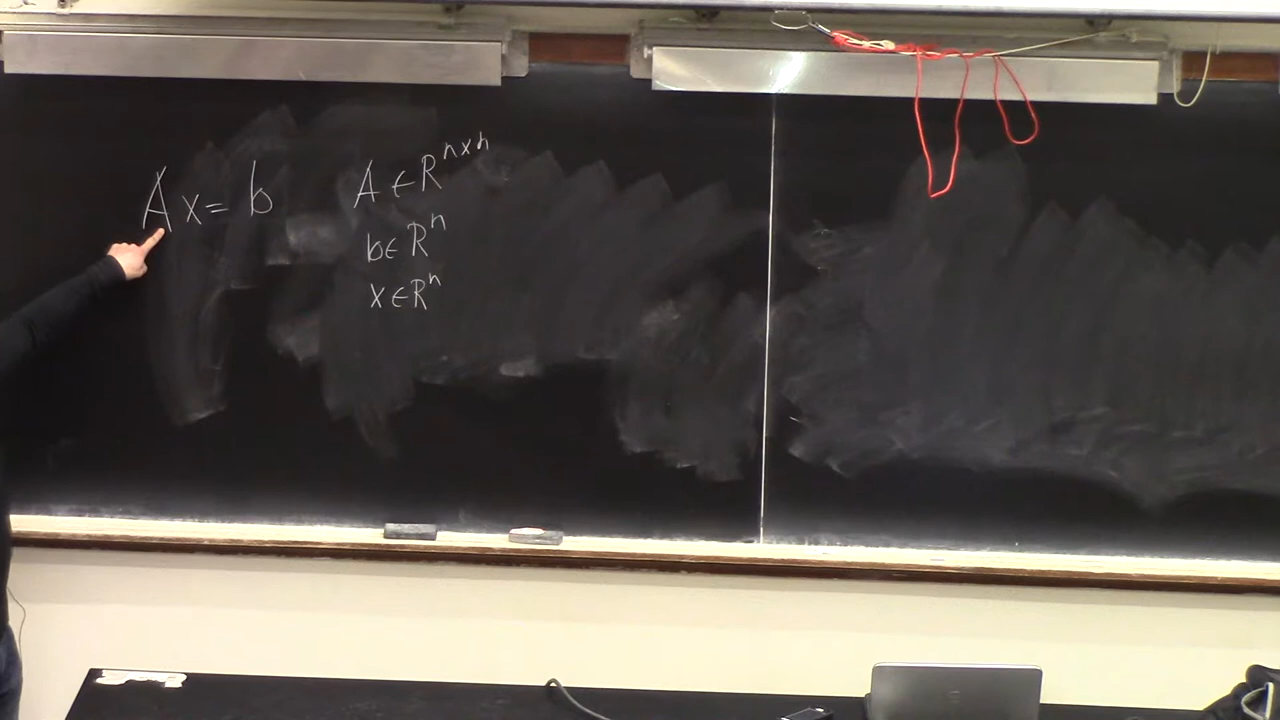 Ax = b
A ∈ R^{n×n}
b ∈ R^n
x ∈ R^n